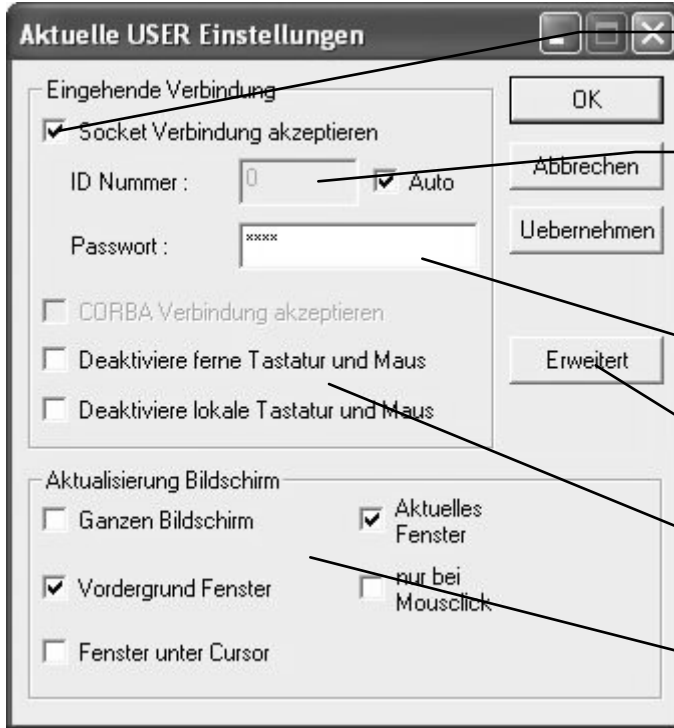 Aktuelle USER Einstellungen
Eingehende Verbindung
OK
Socket Verbindung akzeptieren
Abbrechen
ID Nummer :
0
Auto
Uebernehmen
Passwort :
xxxx
CORBA Verbindung akzeptieren
Deaktiviere ferne Tastatur und Maus
Erweitert
Deaktiviere lokale Tastatur und Maus
Aktualisierung Bildschirm
Ganzen Bildschirm
Aktuelles
Fenster
Vordergrund Fenster
nur bei
Mousclick
Fenster unter Cursor